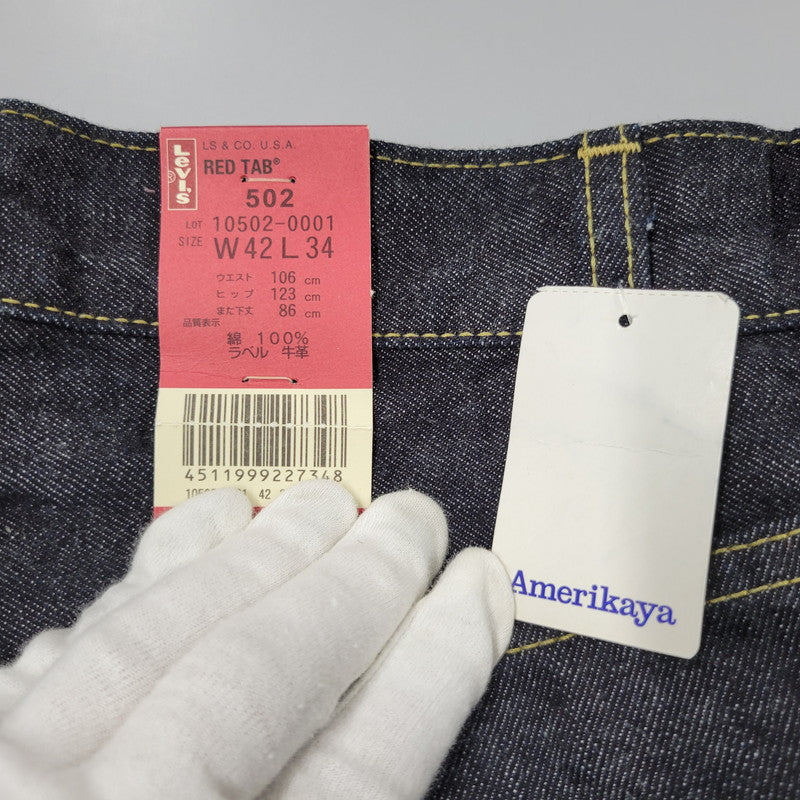 Levi's®
LS & CO. U.S.A.
RED TAB®
502
LOT 10502-0001
SIZE W42 L34
ウエスト 106 cm
ヒップ 123 cm
また下丈 86 cm
品質表示
綿 100%
ラベル 牛革
4511999227348
42
Amerikaya